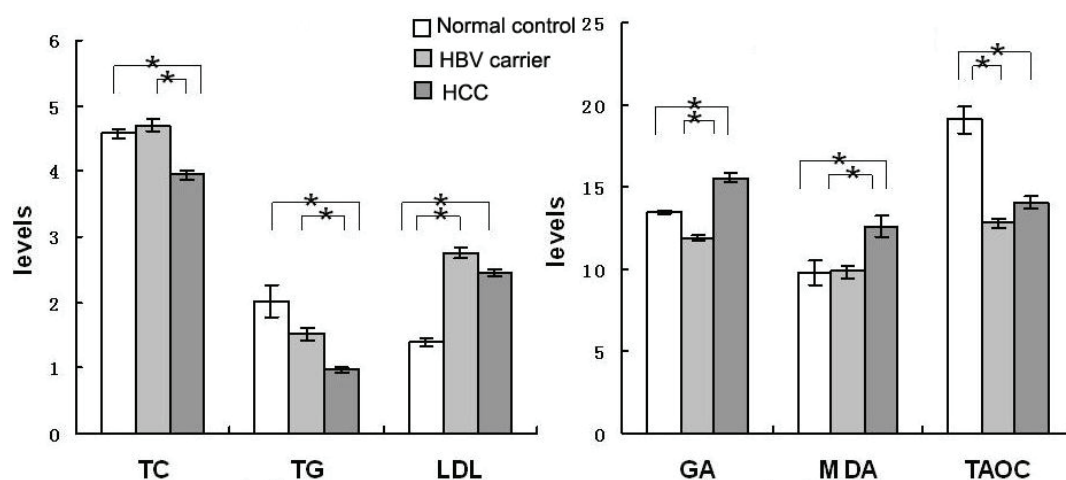 Normal control
HBV carrier
HCC
levels
6
5
4
3
2
1
0
* *
* *
* *
TC TG LDL
levels
25
20
15
10
5
0
* *
* *
* *
GA MDA TAOC